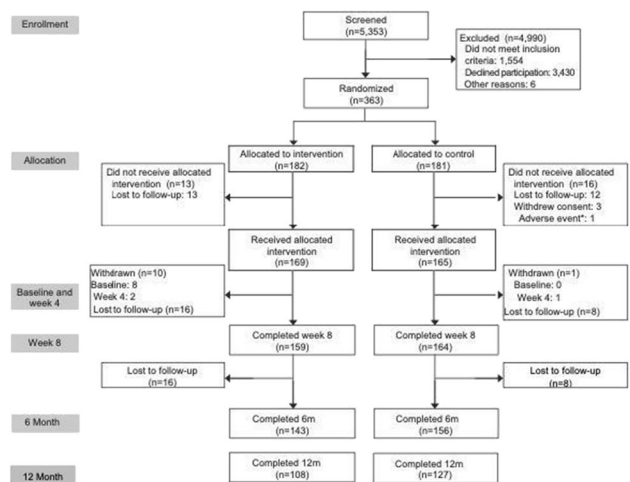 Enrollment
Screened
(n=5,353)
Excluded (n=4,990)
Did not meet inclusion
criteria: 1,554
Declined participation: 3,430
Other reasons: 6
Randomized
(n=363)
Allocation
Allocated to intervention
(n=182)
Allocated to control
(n=181)
Did not receive allocated
intervention (n=13)
Lost to follow-up: 13
Did not receive allocated
intervention (n=16)
Lost to follow-up: 12
Withdrew consent: 3
Adverse event*: 1
Received allocated
intervention
(n=169)
Received allocated
intervention
(n=165)
Baseline and
week 4
Withdrawn (n=10)
Baseline: 8
Week 4: 2
Lost to follow-up (n=16)
Withdrawn (n=1)
Baseline: 0
Week 4: 1
Lost to follow-up (n=8)
Week 8
Completed week 8
(n=159)
Completed week 8
(n=164)
Lost to follow-up
(n=16)
Lost to follow-up
(n=8)
6 Month
Completed 6m
(n=143)
Completed 6m
(n=156)
12 Month
Completed 12m
(n=108)
Completed 12m
(n=127)